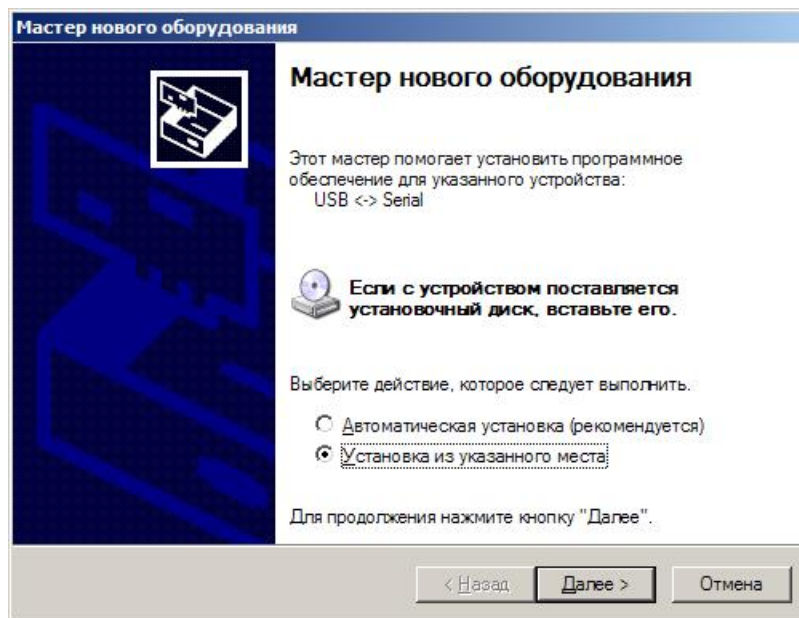 Мастер нового оборудования
Мастер нового оборудования
Этот мастер помогает установить программное
обеспечение для указанного устройства:
USB <-> Serial
Если с устройством поставляется
установочный диск, вставьте его.
Выберите действие, которое следует выполнить.
Автоматическая установка (рекомендуется)
Установка из указанного места
Для продолжения нажмите кнопку "Далее".
< Назад
Далее >
Отмена